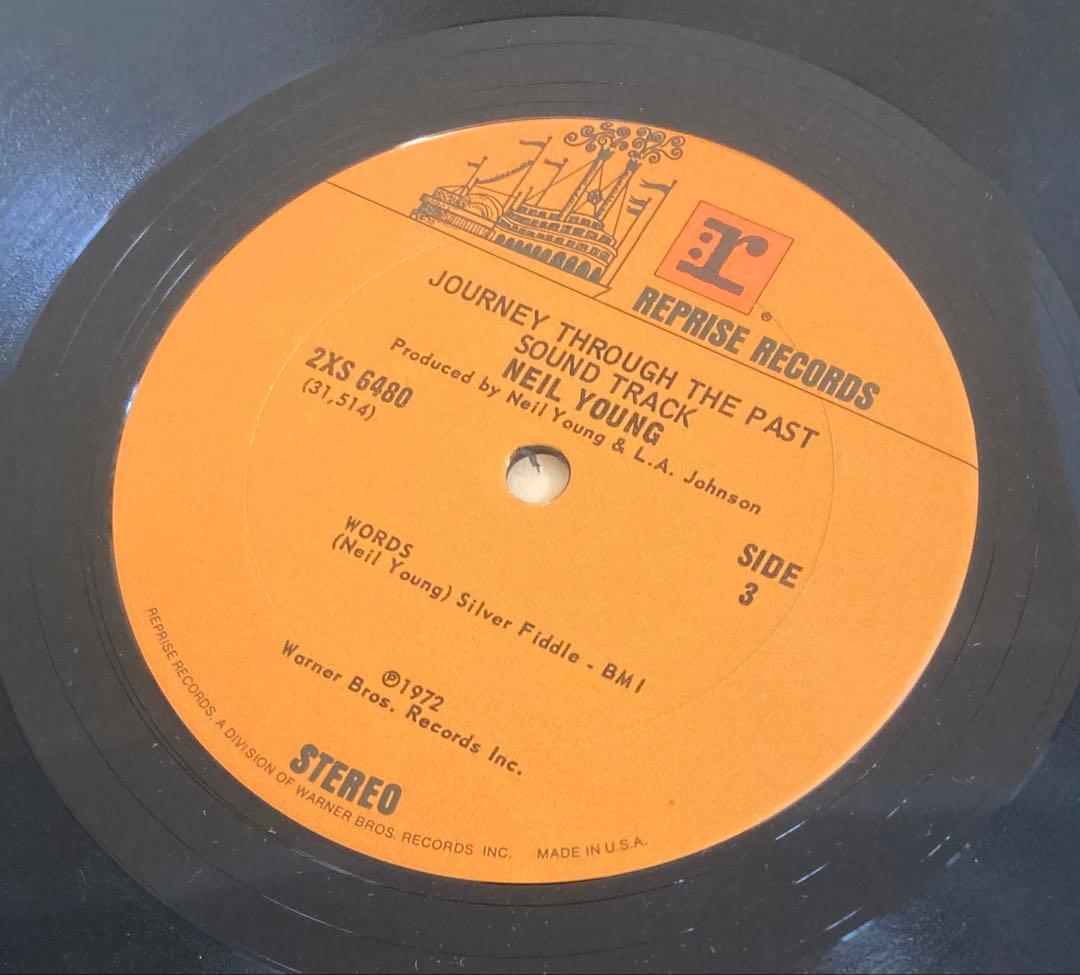 :r
®
REPRISE RECORDS
JOURNEY THROUGH THE PAST
SOUND TRACK
NEIL YOUNG
Produced by Neil Young & L.A. Johnson
2XS 6480
(31,514)
SIDE
3
WORDS
(Neil Young) Silver Fiddle - BMI
℗1972
Warner Bros. Records Inc.
STEREO
REPRISE RECORDS, A DIVISION OF WARNER BROS. RECORDS INC. MADE IN U.S.A.